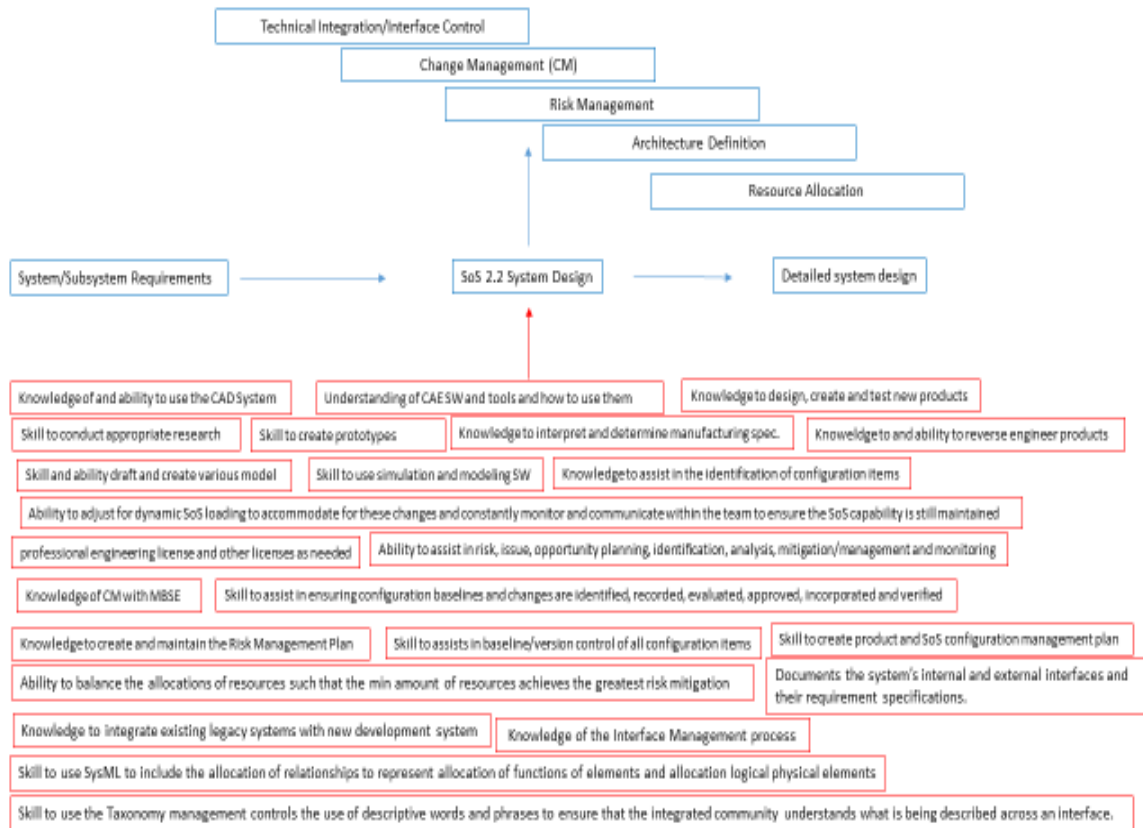 Technical Integration/Interface Control
Change Management (CM)
Risk Management
Architecture Definition
Resource Allocation
System/Subsystem Requirements
SoS 2.2 System Design
Detailed system design
Knowledge of and ability to use the CAD System
Understanding of CAE SW and tools and how to use them
Knowledge to design, create and test new products
Skill to conduct appropriate research
Skill to create prototypes
Knowledge to interpret and determine manufacturing spec.
Knoweldge to and ability to reverse engineer products
Skill and ability draft and create various model
Skill to use simulation and modeling SW
Knowledge to assist in the identification of configuration items
Ability to adjust for dynamic SoS loading to accommodate for these changes and constantly monitor and communicate within the team to ensure the SoS capability is still maintained
professional engineering license and other licenses as needed
Ability to assist in risk, issue, opportunity planning, identification, analysis, mitigation/management and monitoring
Knowledge of CM with MBSE
Skill to assist in ensuring configuration baselines and changes are identified, recorded, evaluated, approved, incorporated and verified
Knowledge to create and maintain the Risk Management Plan
Skill to assists in baseline/version control of all configuration items
Skill to create product and SoS configuration management plan
Ability to balance the allocations of resources such that the min amount of resources achieves the greatest risk mitigation
Documents the system's internal and external interfaces and
their requirement specifications.
Knowledge to integrate existing legacy systems with new development system
Knowledge of the Interface Management process
Skill to use SysML to include the allocation of relationships to represent allocation of functions of elements and allocation logical physical elements
Skill to use the Taxonomy management controls the use of descriptive words and phrases to ensure that the integrated community understands what is being described across an interface.